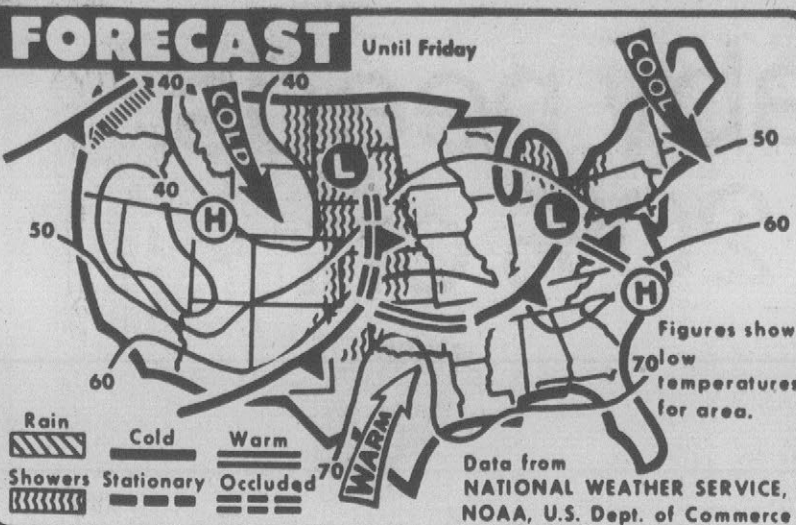 FORECAST
Until Friday
40
40
COLD
COOL
50
L
40
H
L
50
60
H
60
70
Figures show
low
temperatures
for area.
Rain
Cold
Warm
Showers
Stationary
Occluded
70
WARM
Data from
NATIONAL WEATHER SERVICE,
NOAA, U.S. Dept. of Commerce